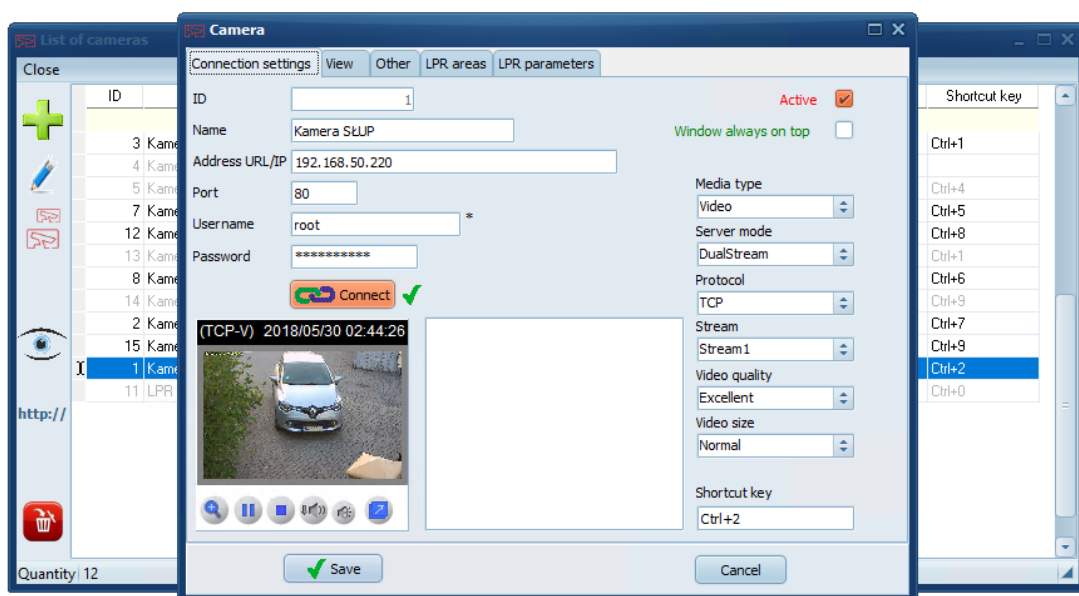 List of cameras
Camera
Close
Connection settings View Other LPR areas LPR parameters
ID Shortcut key
ID 1 Active
Name Kamera SŁUP Window always on top
Address URL/IP 192.168.50.220
Port 80
Username root *
Password **********
Connect
Media type
Video
Server mode
DualStream
Protocol
TCP
Stream
Stream1
Video quality
Excellent
Video size
Normal
Shortcut key
Ctrl+2
(TCP-V) 2018/05/30 02:44:26
3 Kame Ctrl+1
4 Kame
5 Kame Ctrl+4
7 Kame Ctrl+5
12 Kame Ctrl+8
13 Kame Ctrl+1
8 Kame Ctrl+6
14 Kame Ctrl+9
2 Kame Ctrl+7
15 Kame Ctrl+9
1 Kame Ctrl+2
11 LPR Ctrl+0
http://
Save Cancel
Quantity 12